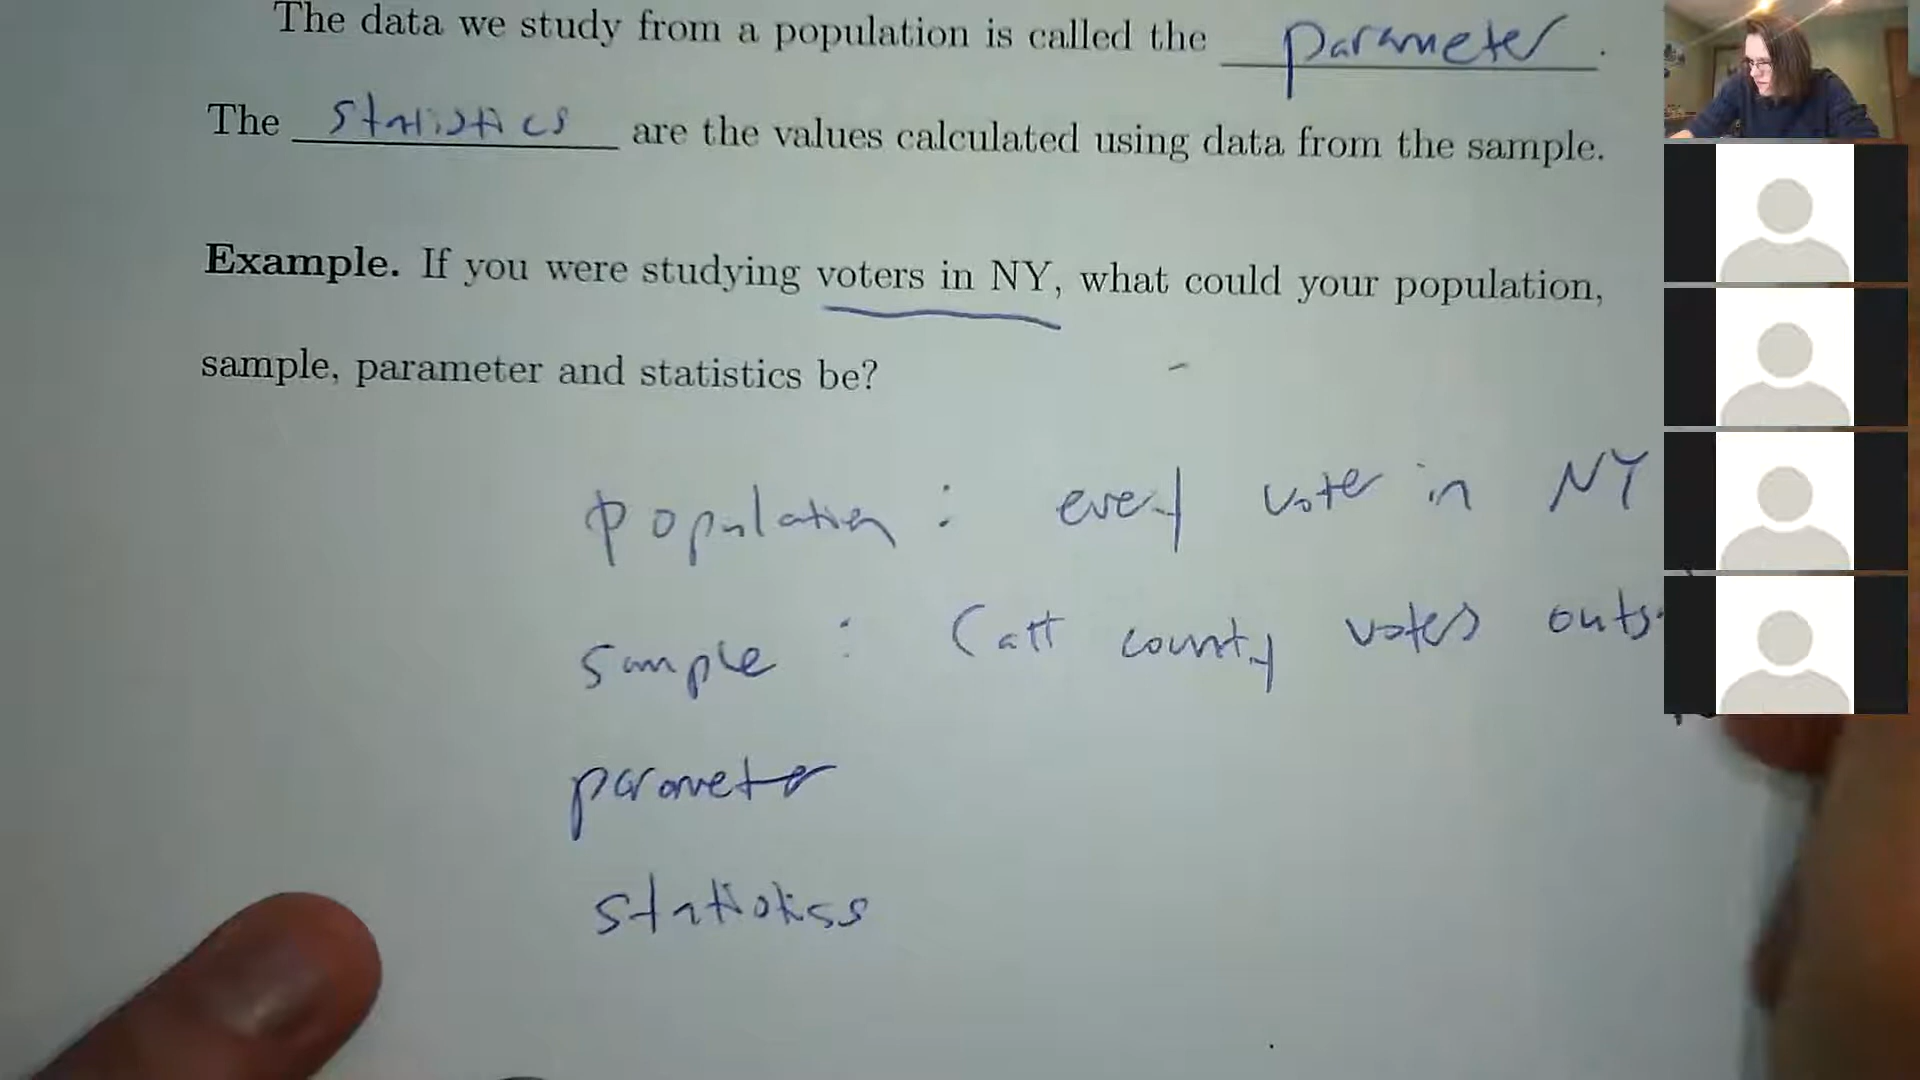 The data we study from a population is called the parameter.
The statistics are the values calculated using data from the sample.
Example. If you were studying voters in NY, what could your population,
sample, parameter and statistics be?
population : every voter in NY
sample : Catt county voters outs
parameter
statistics